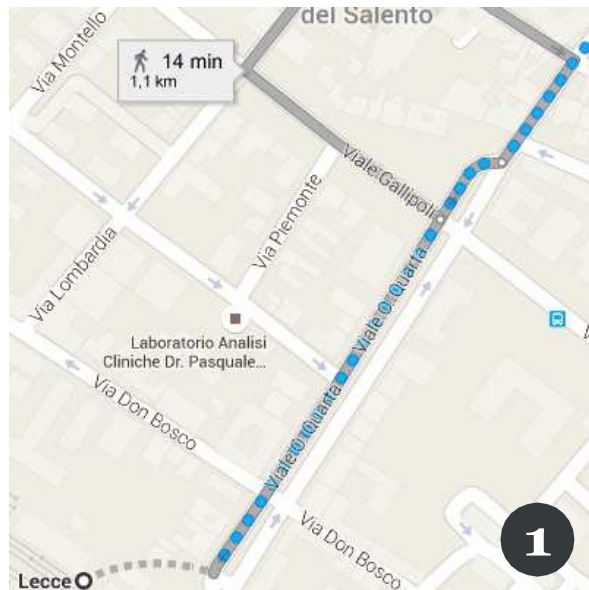 del Salento
14 min
1,1 km
Via Montello
Viale Gallipoli
Via Piemonte
Via Lombardia
Viale O. Quarta
Laboratorio Analisi
Cliniche Dr. Pasquale...
Viale O. Quarta
Via Don Bosco
Via Don Bosco
1
Lecce